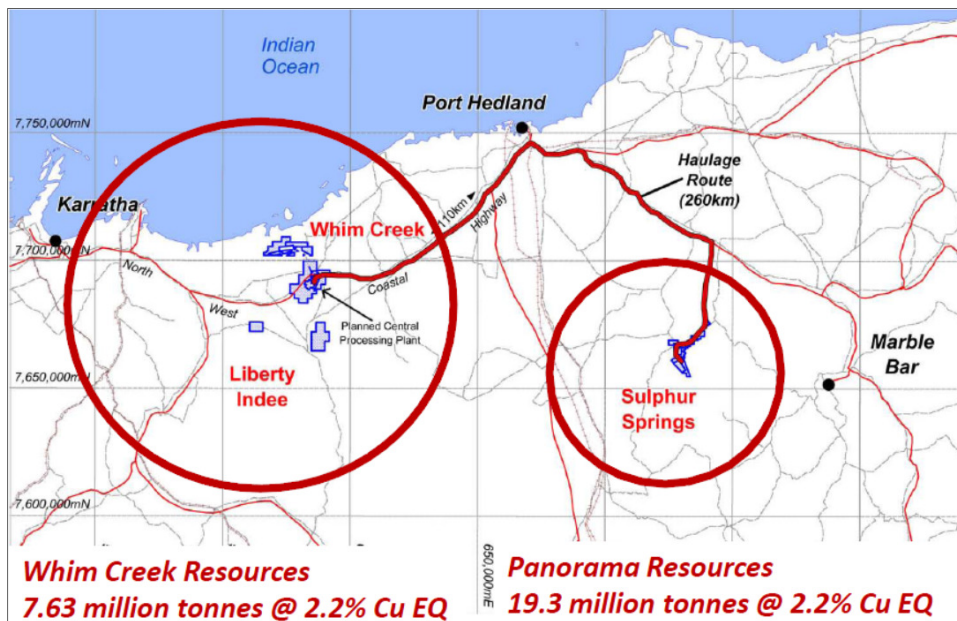 Indian
Ocean
Port Hedland
7,750,000mN
Haulage
Route
(260km)
Karratha
110km
Highway
Whim Creek
7,700,000mN
North
West
Coastal
Planned Central
Processing Plant
Marble
Bar
Liberty
Indee
7,650,000mN
Sulphur
Springs
7,600,000mN
650,000mE
Whim Creek Resources
7.63 million tonnes @ 2.2% Cu EQ
Panorama Resources
19.3 million tonnes @ 2.2% Cu EQ